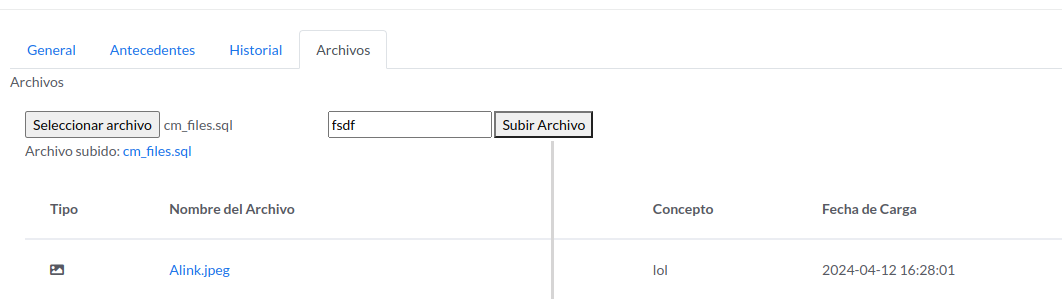 General Antecedentes Historial Archivos
Archivos
Seleccionar archivo cm_files.sql fsdf Subir Archivo
Archivo subido: cm_files.sql
Tipo Nombre del Archivo Concepto Fecha de Carga
Alink.jpeg lol 2024-04-12 16:28:01